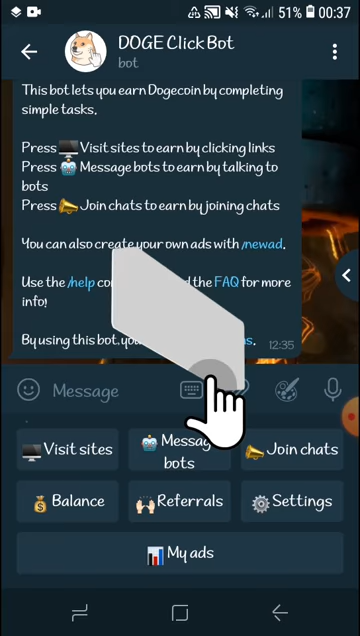 51% 00:37
DOGE Click Bot
bot
This bot lets you earn Dogecoin by completing
simple tasks.
Press Visit sites to earn by clicking links
Press Message bots to earn by talking to
bots
Press Join chats to earn by joining chats
You can also create your own ads with /newad.
Use the /help the FAQ for more
info!
By using this bot, you
12:35
Message
Visit sites
Message
bots
Join chats
Balance
Referrals
Settings
My ads